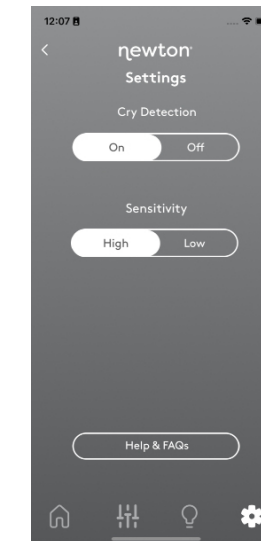 12:07
newton
Settings
Cry Detection
On Off
Sensitivity
High Low
Help & FAQs